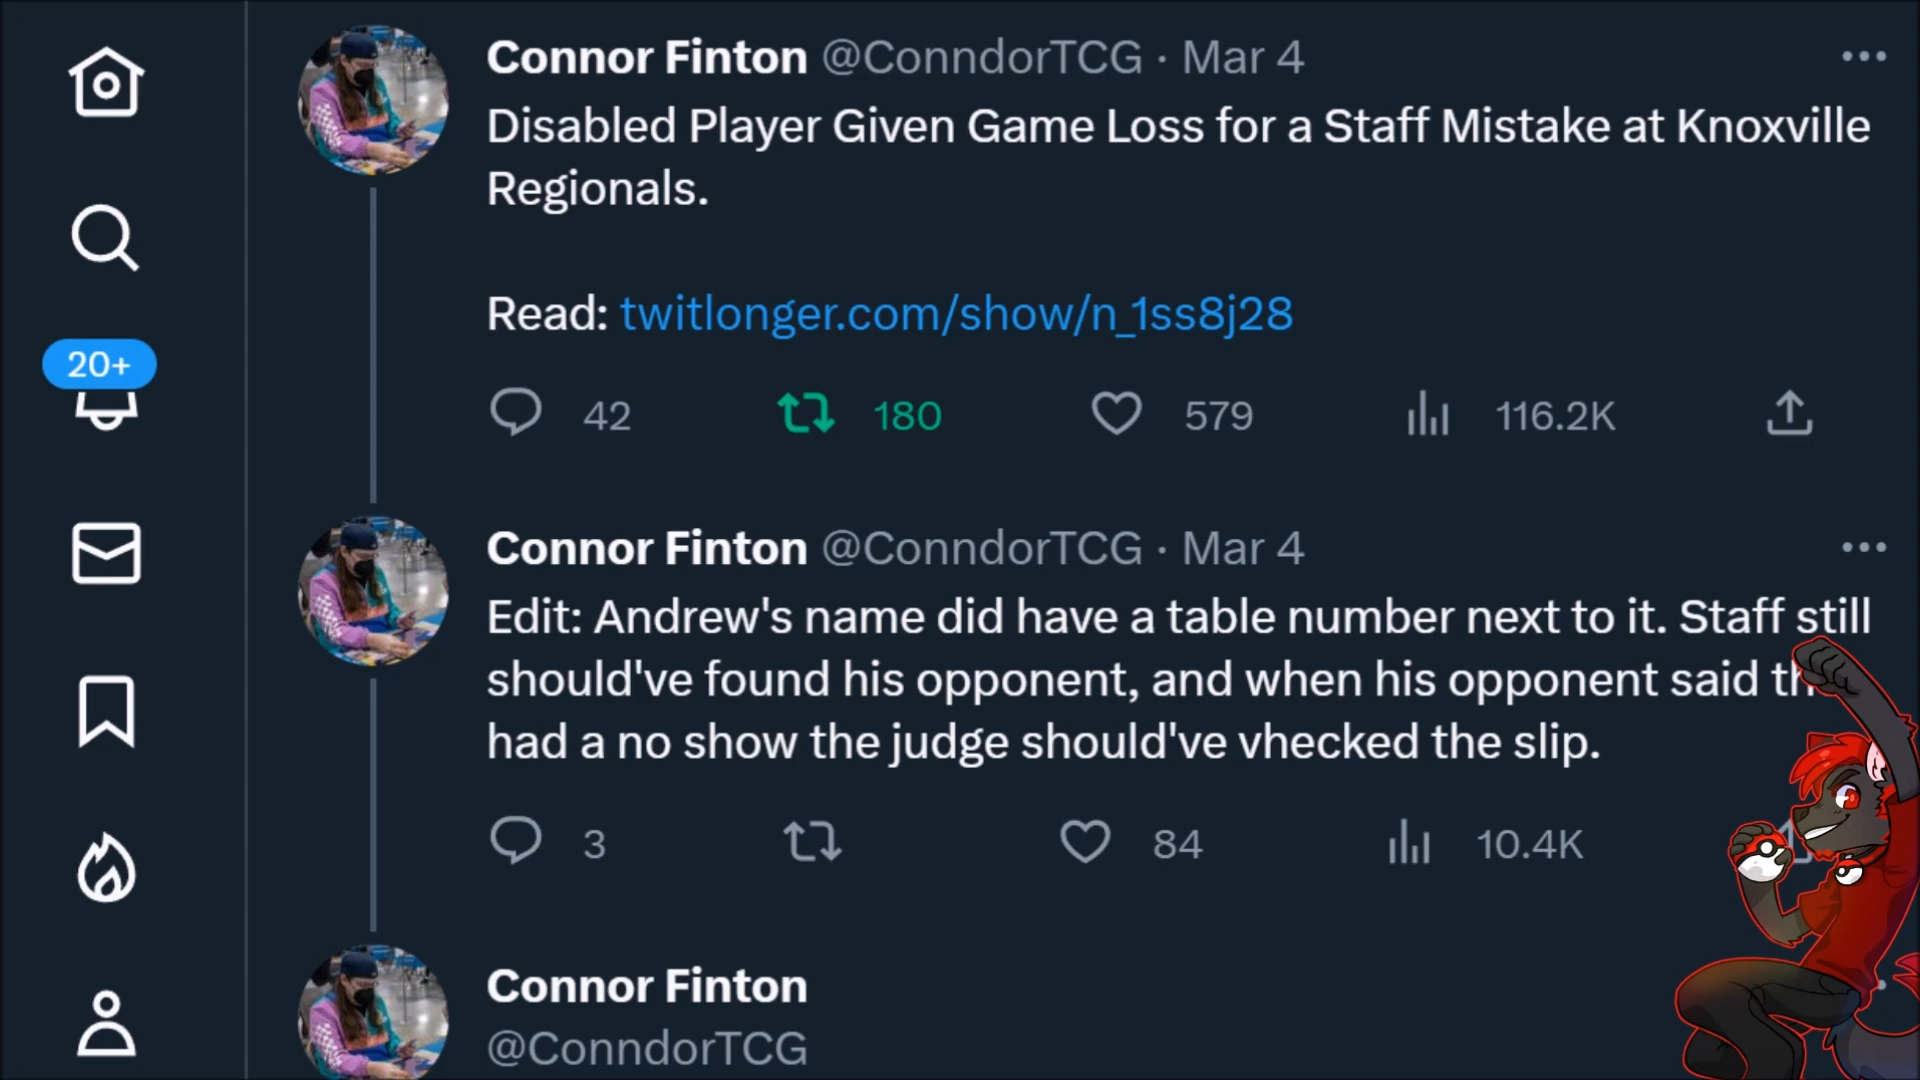 Connor Finton @ConndorTCG · Mar 4
Disabled Player Given Game Loss for a Staff Mistake at Knoxville
Regionals.
Read: twitlonger.com/show/n_1ss8j28
20+
42 180 579 116.2K
Connor Finton @ConndorTCG · Mar 4
Edit: Andrew's name did have a table number next to it. Staff still
should've found his opponent, and when his opponent said
had a no show the judge should've vhecked the slip.
3 84 10.4K
Connor Finton
@ConndorTCG